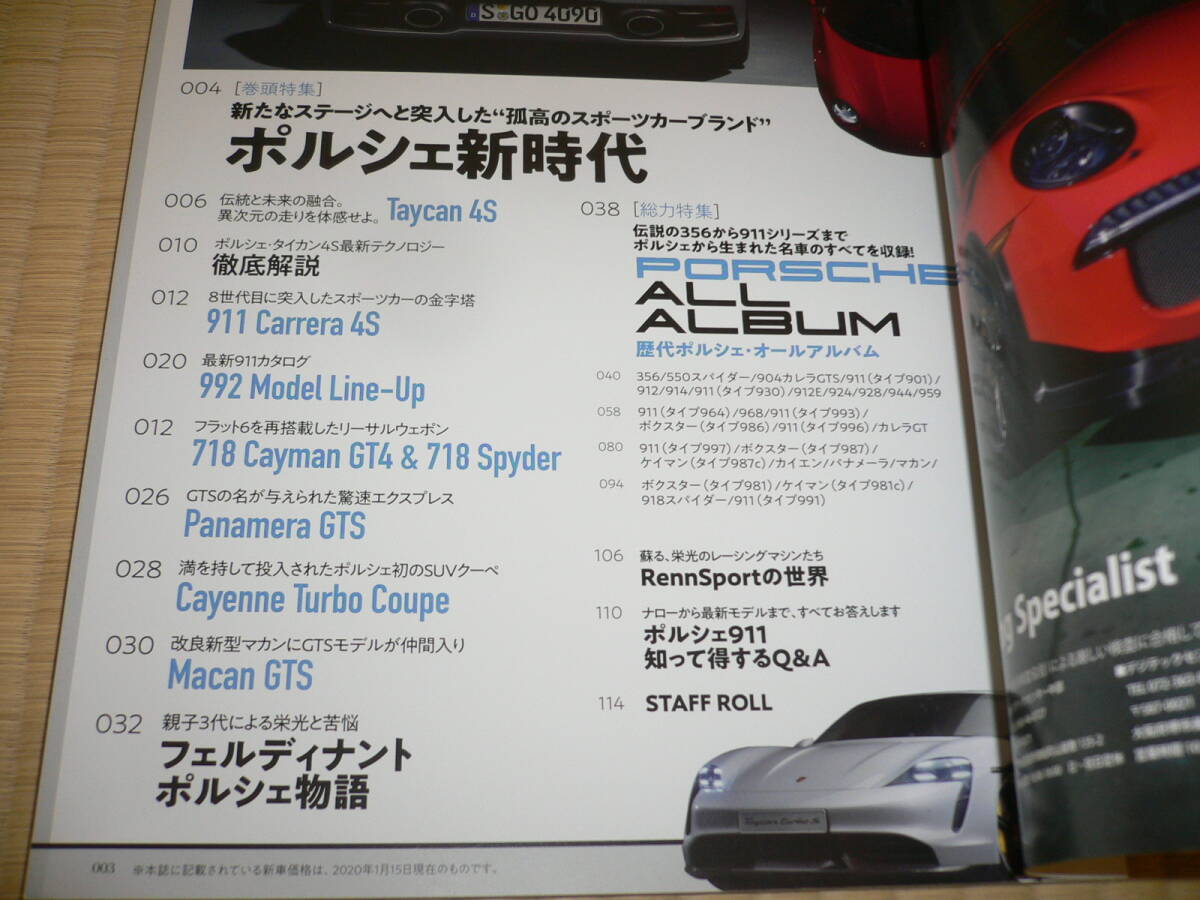 S GO 4090
004 [巻頭特集]
新たなステージへと突入した“孤高のスポーツカーブランド”
ポルシェ新時代
006 伝統と未来の融合。
異次元の走りを体感せよ。 Taycan 4S
010 ポルシェ・タイカン4S最新テクノロジー
徹底解説
012 8世代目に突入したスポーツカーの金字塔
911 Carrera 4S
020 最新911カタログ
992 Model Line-Up
012 フラット6を再搭載したリーサルウェポン
718 Cayman GT4 & 718 Spyder
026 GTSの名が与えられた驚速エクスプレス
Panamera GTS
028 満を持して投入されたポルシェ初のSUVクーペ
Cayenne Turbo Coupe
030 改良新型マカンにGTSモデルが仲間入り
Macan GTS
032 親子3代による栄光と苦悩
フェルディナント
ポルシェ物語
038 [総力特集]
伝説の356から911シリーズまで
ポルシェから生まれた名車のすべてを収録!
PORSCHE
ALL
ALBUM
歴代ポルシェ・オールアルバム
040 356/550スパイダー/904カレラGTS/911(タイプ901)/
912/914/911(タイプ930)/912E/924/928/944/959
058 911(タイプ964)/968/911(タイプ993)/
ボクスター(タイプ986)/911(タイプ996)/カレラGT
080 911(タイプ997)/ボクスター(タイプ987)/
ケイマン(タイプ987c)/カイエン/パナメーラ/マカン/
094 ボクスター(タイプ981)/ケイマン(タイプ981c)/
918スパイダー/911(タイプ991)
106 蘇る、栄光のレーシングマシンたち
RennSportの世界
110 ナローから最新モデルまで、すべてお答えします
ポルシェ911
知って得するQ&A
114 STAFF ROLL
Taycan Turbo S
003 ※本誌に記載されている新車価格は、2020年1月15日現在のものです。
g Specialist